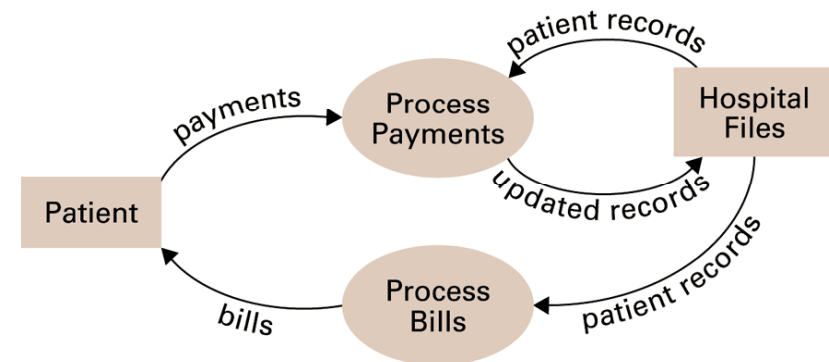 patient records
payments
Process
Payments
Hospital
Files
updated records
Patient
patient records
Process
Bills
bills